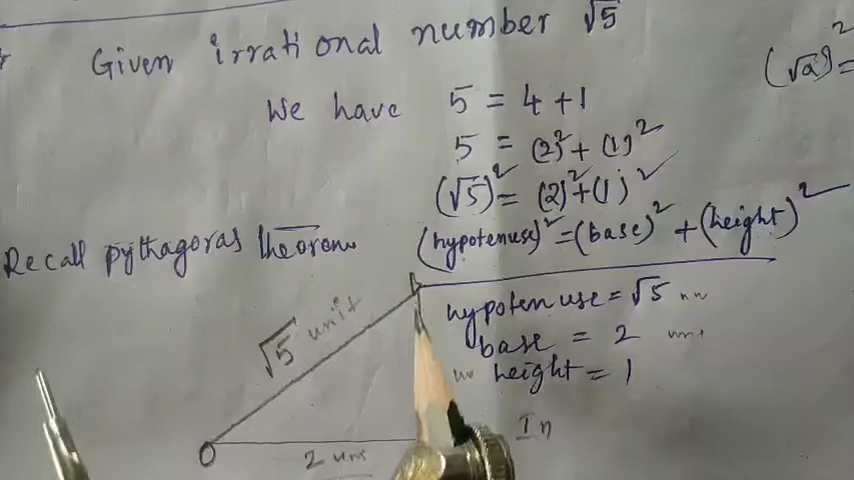 Given irrational number √5
(√a)² =
We have 5 = 4 + 1
5 = (2)² + (1)²
(√5)² = (2)² + (1)²
Recall pythagoras theorem (hypotenuse)² = (base)² + (height)²
√5 unit
hypotenuse = √5
base = 2
height = 1
In
O
2